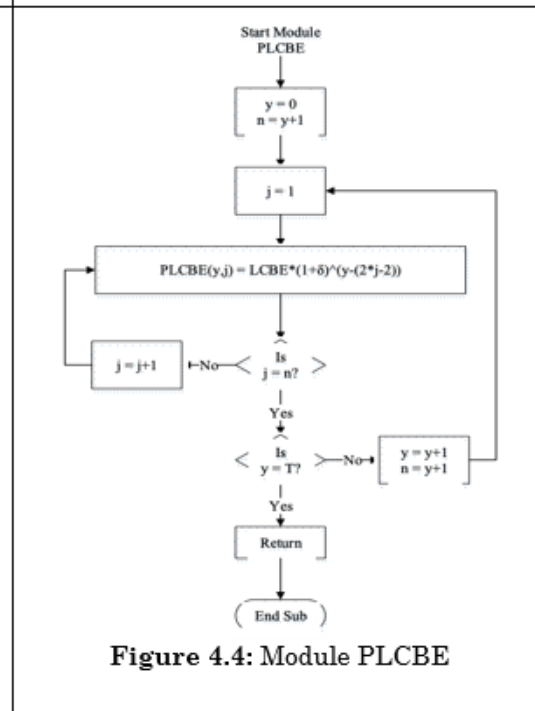 Start Module
PLCBE
y = 0
n = y+1
j = 1
PLCBE(y,j) = LCBE*(1+δ)^(y-(2*j-2))
j = j+1
No
Is
j = n?
Yes
Is
y = T?
No
y = y+1
n = y+1
Yes
Return
End Sub
Figure 4.4: Module PLCBE